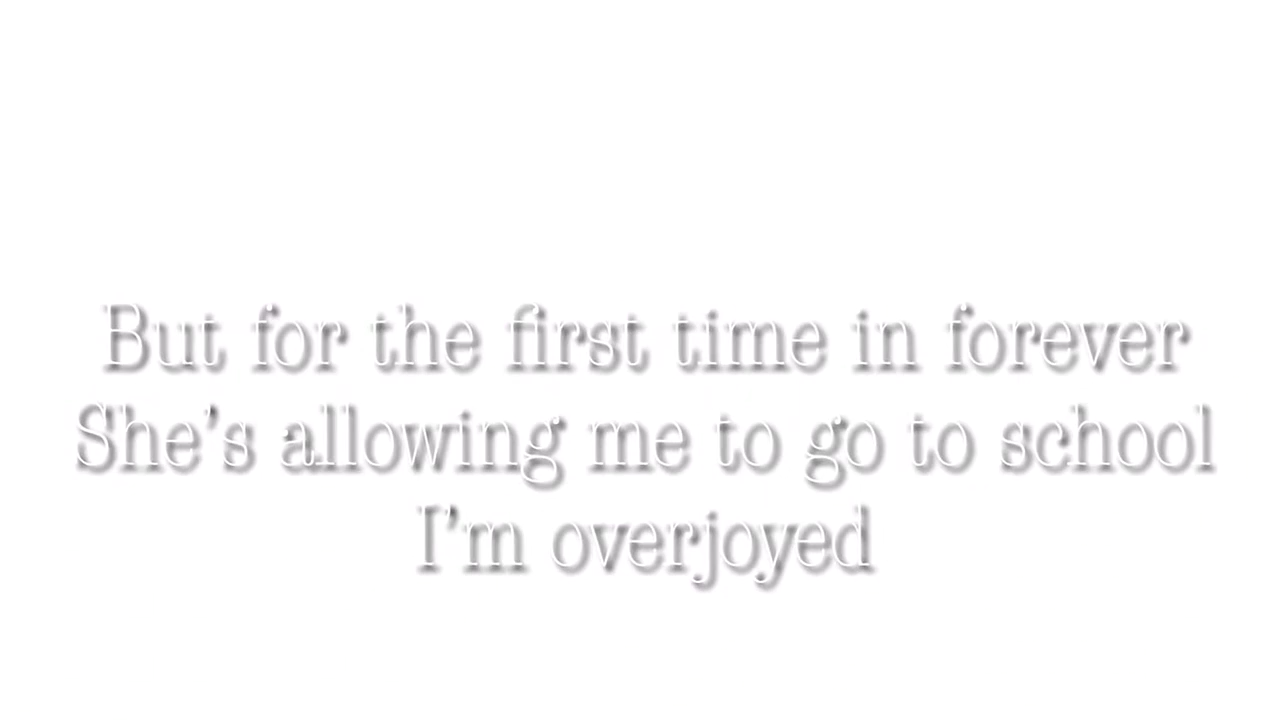 But for the first time in forever
She's allowing me to go to school
I'm overjoyed